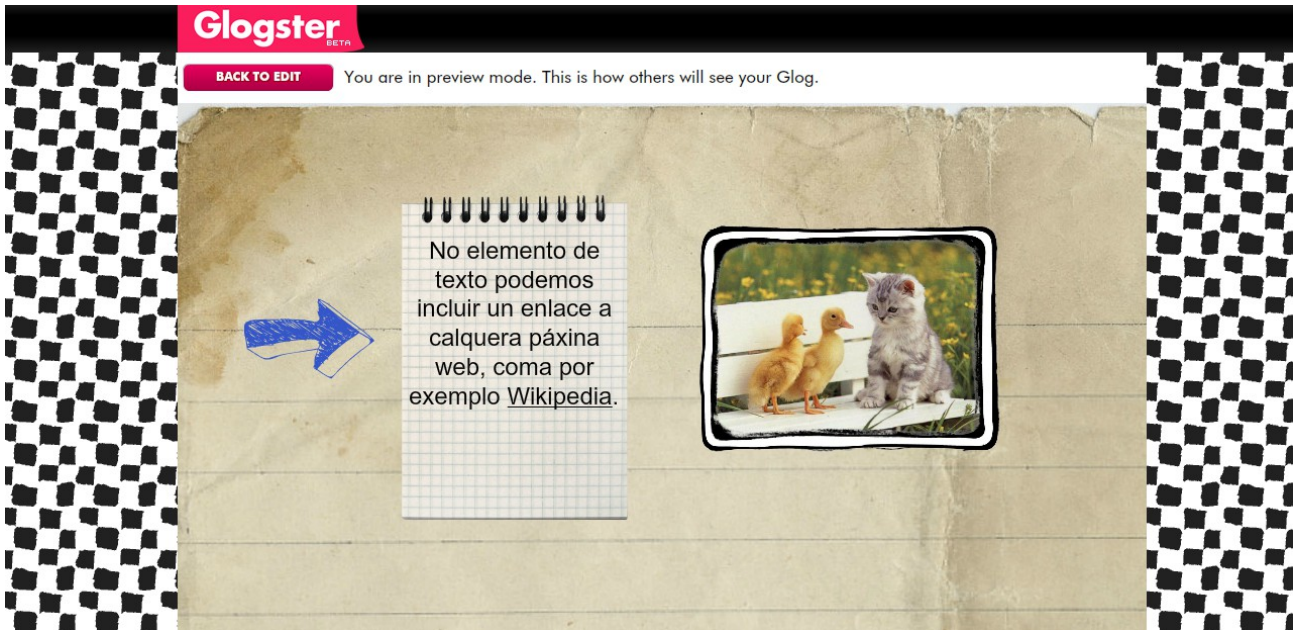 Glogster
BETA
BACK TO EDIT
You are in preview mode. This is how others will see your Glog.
No elemento de
texto podemos
incluir un enlace a
calquera páxina
web, coma por
exemplo Wikipedia.